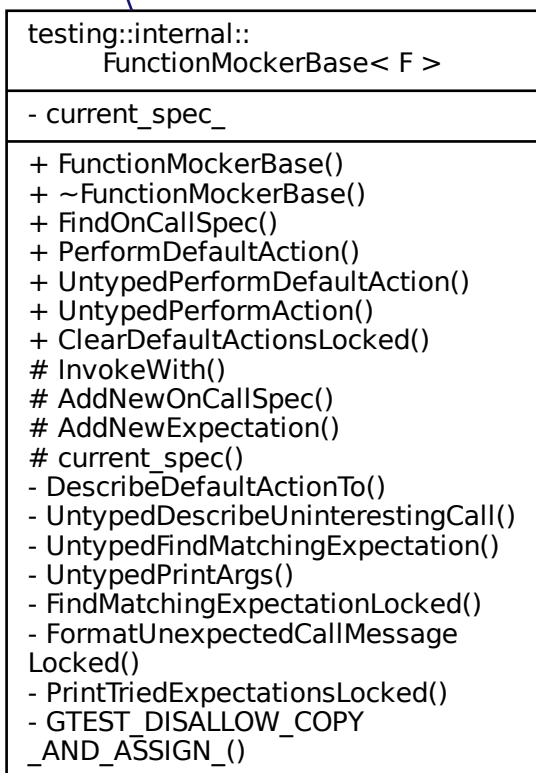 testing::internal::
FunctionMockerBase< F >
- current_spec_
+ FunctionMockerBase()
+ ~FunctionMockerBase()
+ FindOnCallSpec()
+ PerformDefaultAction()
+ UntypedPerformDefaultAction()
+ UntypedPerformAction()
+ ClearDefaultActionsLocked()
# InvokeWith()
# AddNewOnCallSpec()
# AddNewExpectation()
# current_spec()
- DescribeDefaultActionTo()
- UntypedDescribeUninterestingCall()
- UntypedFindMatchingExpectation()
- UntypedPrintArgs()
- FindMatchingExpectationLocked()
- FormatUnexpectedCallMessage
Locked()
- PrintTriedExpectationsLocked()
- GTEST_DISALLOW_COPY
_AND_ASSIGN_()